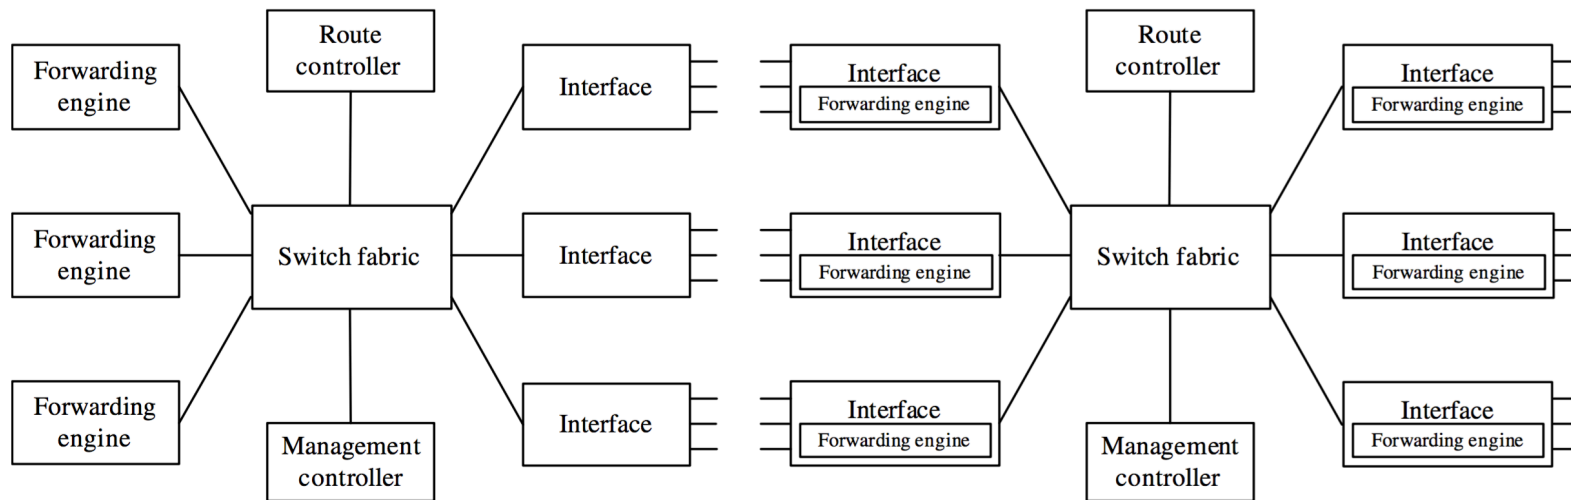 Route
controller
Forwarding
engine
Interface
Forwarding
engine
Switch fabric
Interface
Forwarding
engine
Interface
Management
controller
Route
controller
Interface
Forwarding engine
Interface
Forwarding engine
Interface
Forwarding engine
Switch fabric
Interface
Forwarding engine
Interface
Forwarding engine
Interface
Forwarding engine
Management
controller